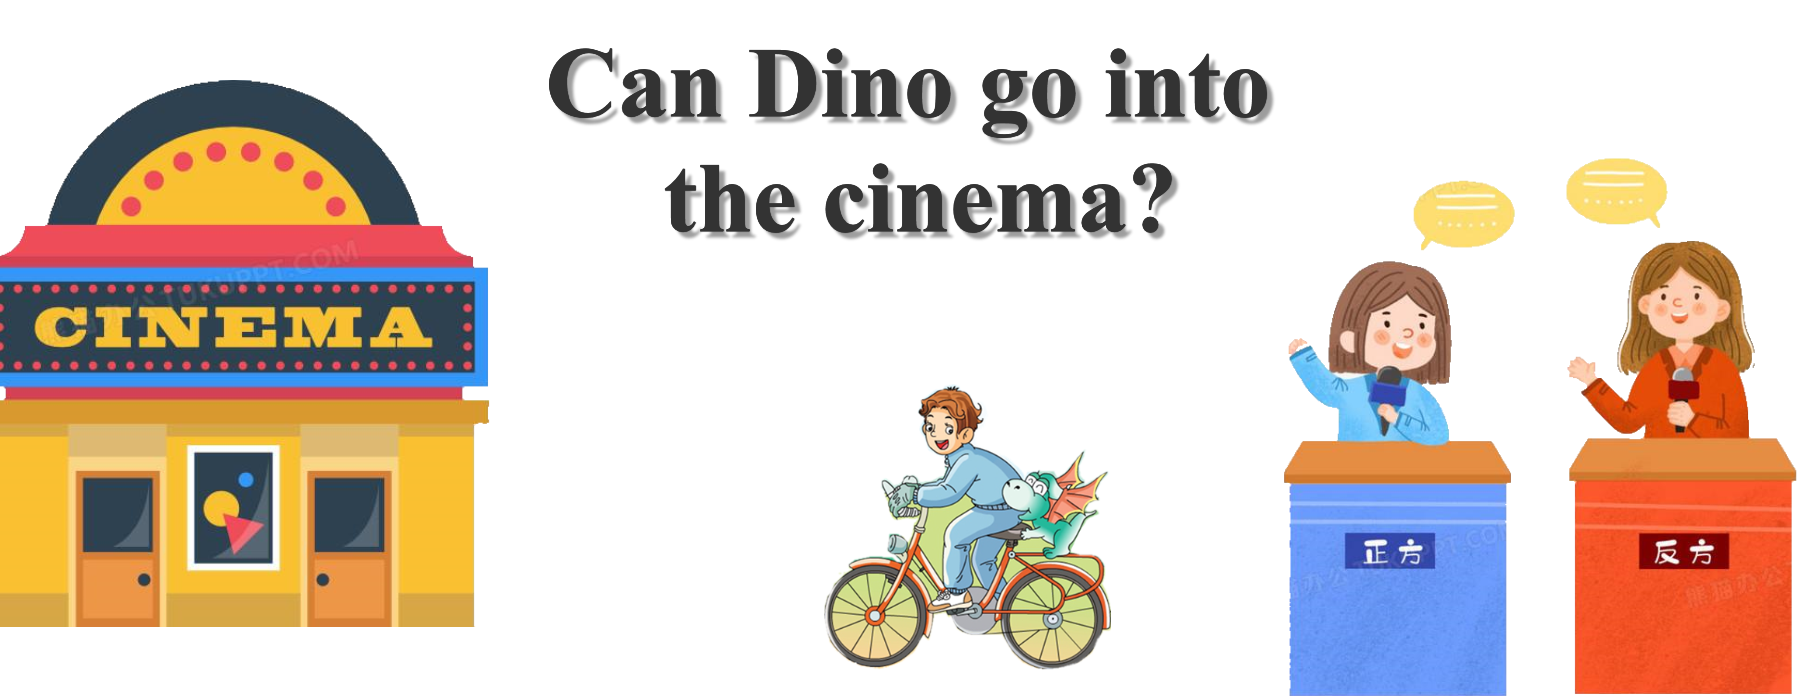 Can Dino go into
the cinema?
CINEMA
正方
反方